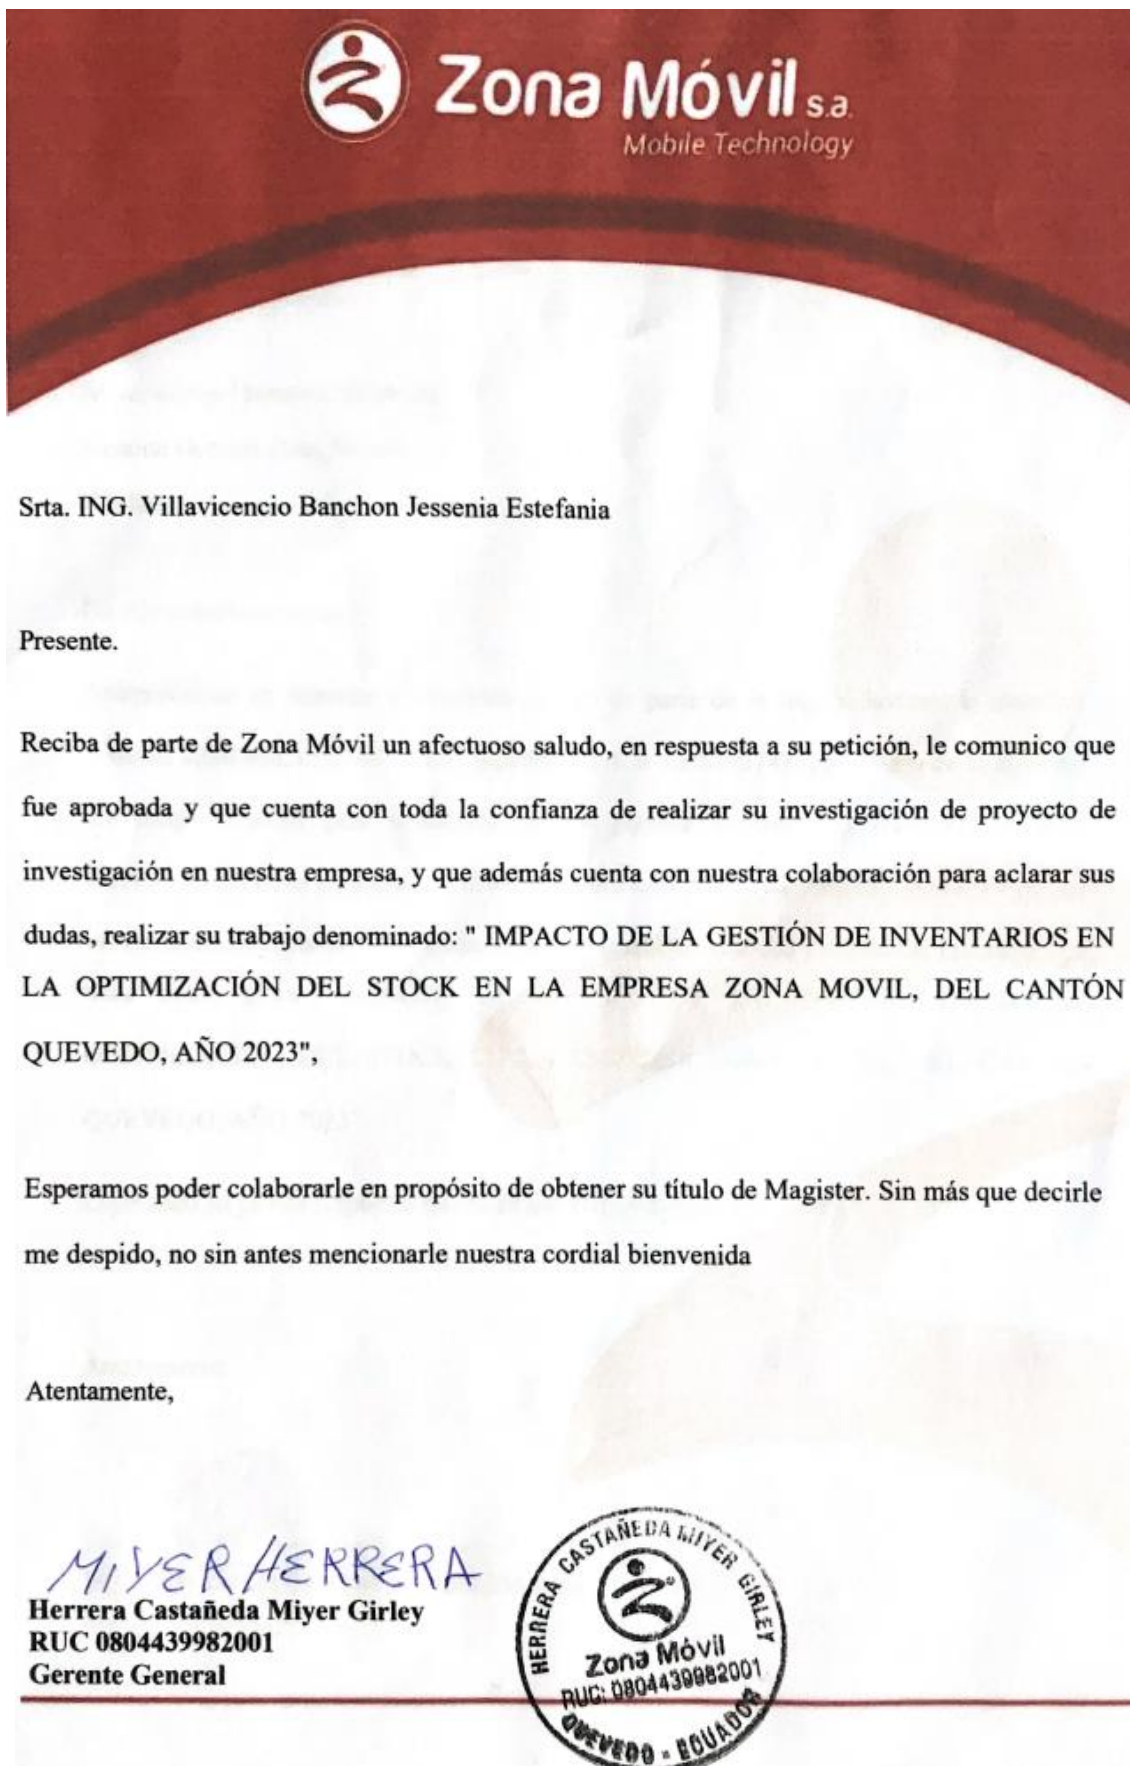 Zona Móvil s.a.
Mobile Technology
Srta. ING. Villavicencio Banchon Jessenia Estefania
Presente.
Reciba de parte de Zona Móvil un afectuoso saludo, en respuesta a su petición, le comunico que
fue aprobada y que cuenta con toda la confianza de realizar su investigación de proyecto de
investigación en nuestra empresa, y que además cuenta con nuestra colaboración para aclarar sus
dudas, realizar su trabajo denominado: " IMPACTO DE LA GESTIÓN DE INVENTARIOS EN
LA OPTIMIZACIÓN DEL STOCK EN LA EMPRESA ZONA MOVIL, DEL CANTÓN
QUEVEDO, AÑO 2023",
Esperamos poder colaborarle en propósito de obtener su título de Magister. Sin más que decirle
me despido, no sin antes mencionarle nuestra cordial bienvenida
Atentamente,
MIYER HERRERA
Herrera Castañeda Miyer Girley
RUC 0804439982001
Gerente General
HERRERA CASTAÑEDA MIYER GIRLEY
Zona Móvil
RUC: 0804439982001
QUEVEDO - ECUADOR